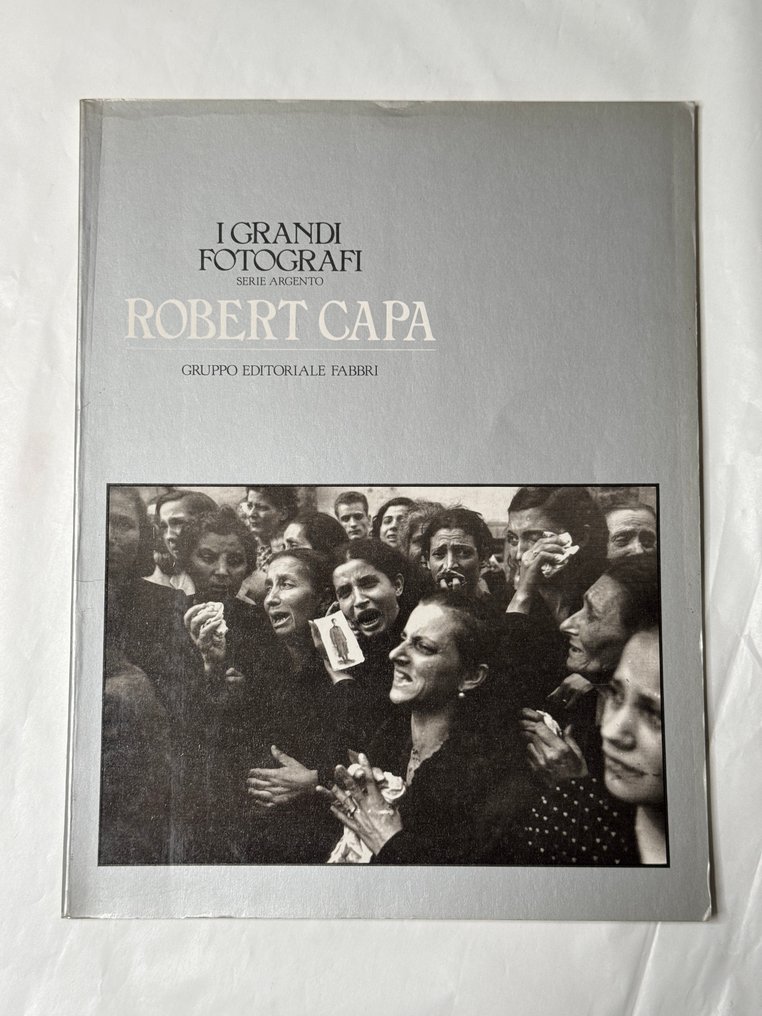 I GRANDI
FOTOGRAFI
SERIE ARGENTO
ROBERT CAPA
GRUPPO EDITORIALE FABBRI